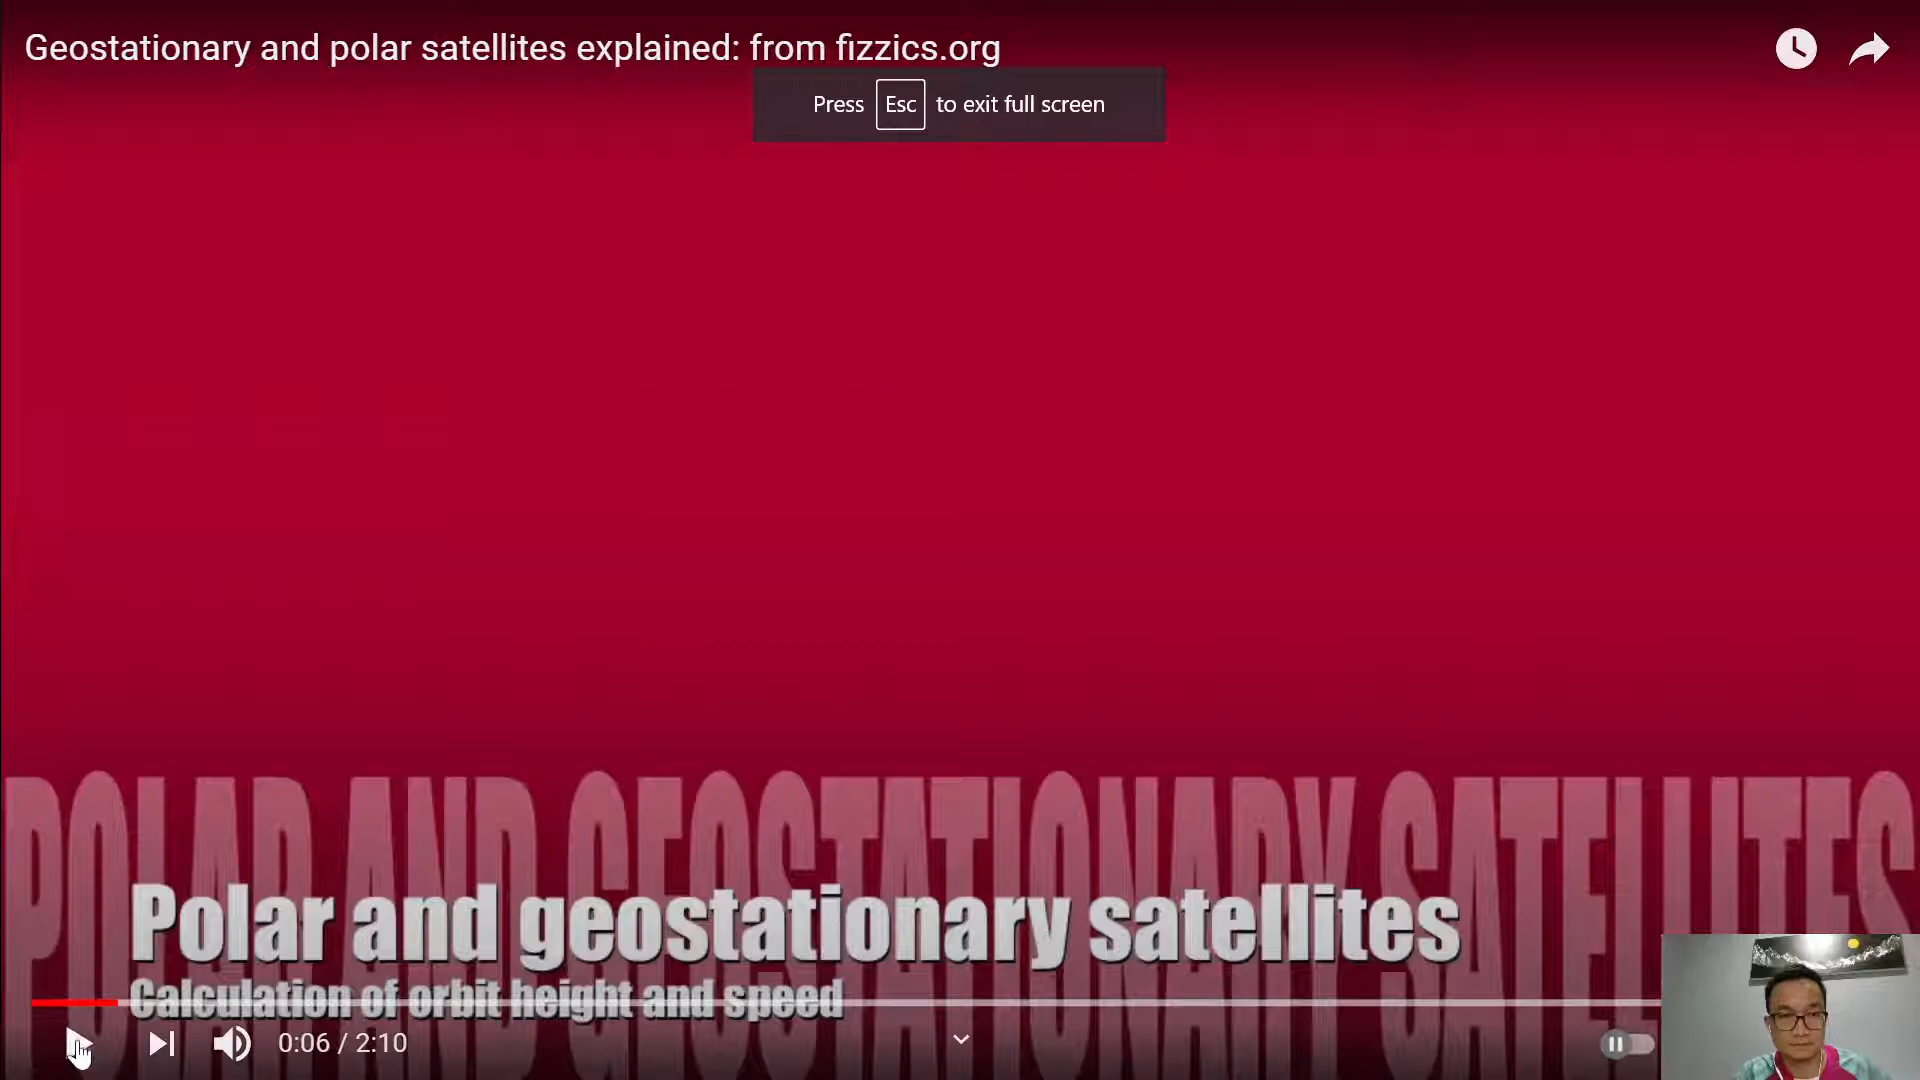 Geostationary and polar satellites explained: from fizzics.org
Press Esc to exit full screen
POLAR AND GEOSTATIONARY SATELLITES
Polar and geostationary satellites
Calculation of orbit height and speed
0:06 / 2:10